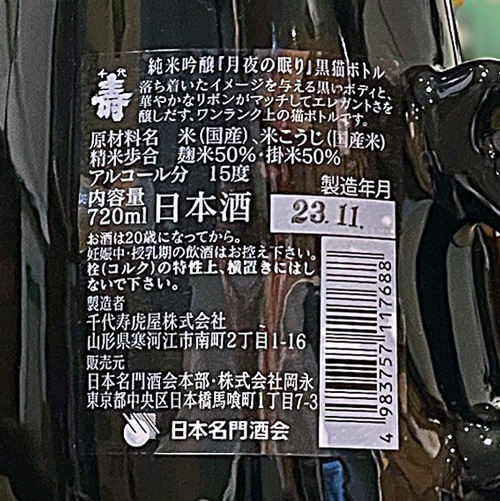 千代
寿
純米吟醸『月夜の眠り』黒猫ボトル
落ち着いたイメージを与える黒いボディと、
華やかなリボンがマッチしてエレガントさを
醸しだす、ワンランク上の猫ボトルです。
原材料名 米(国産)、米こうじ(国産米)
精米歩合 麹米50%・掛米50%
アルコール分 15度
内容量
720ml 日本酒
製造年月
23.11.
お酒は20歳になってから。
妊娠中・授乳期の飲酒はお控え下さい。
栓(コルク)の特性上、横置きにはし
ないで下さい。
製造者
千代寿虎屋株式会社
山形県寒河江市南町2丁目1-16
販売元
日本名門酒会本部・株式会社岡永
東京都中央区日本橋馬喰町1丁目7-3
日本名門酒会
4983757117688